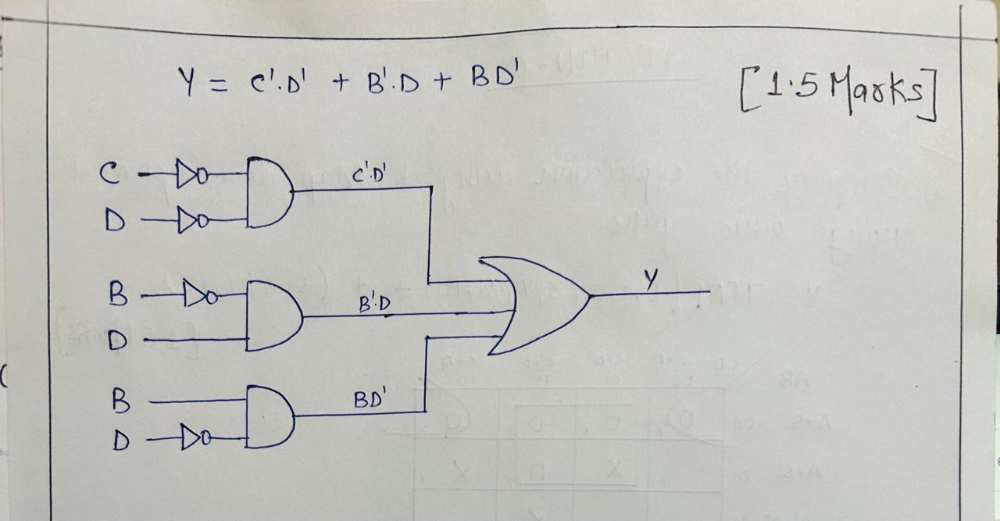 Y = C'.D' + B'.D + BD'
[1.5 Marks]
C
C'.D'
D
Y
B
B'.D
D
B
BD'
D